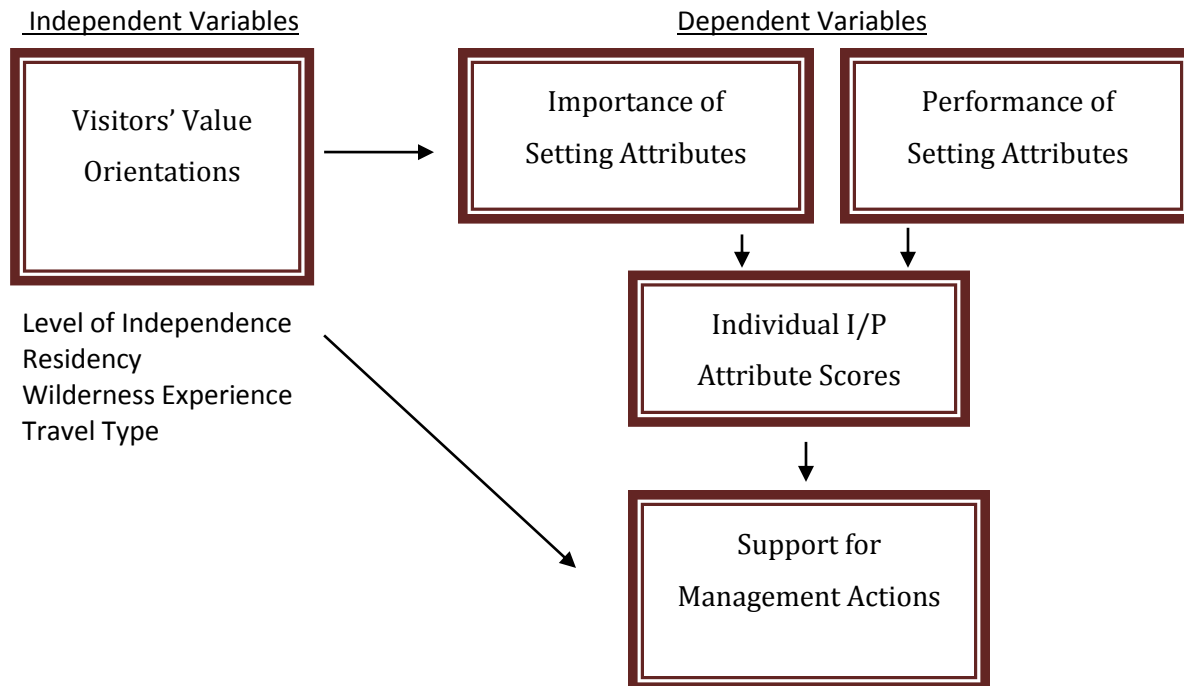 Independent Variables
Dependent Variables
Visitors’ Value
Orientations
Importance of
Setting Attributes
Performance of
Setting Attributes
Level of Independence
Residency
Wilderness Experience
Travel Type
Individual I/P
Attribute Scores
Support for
Management Actions